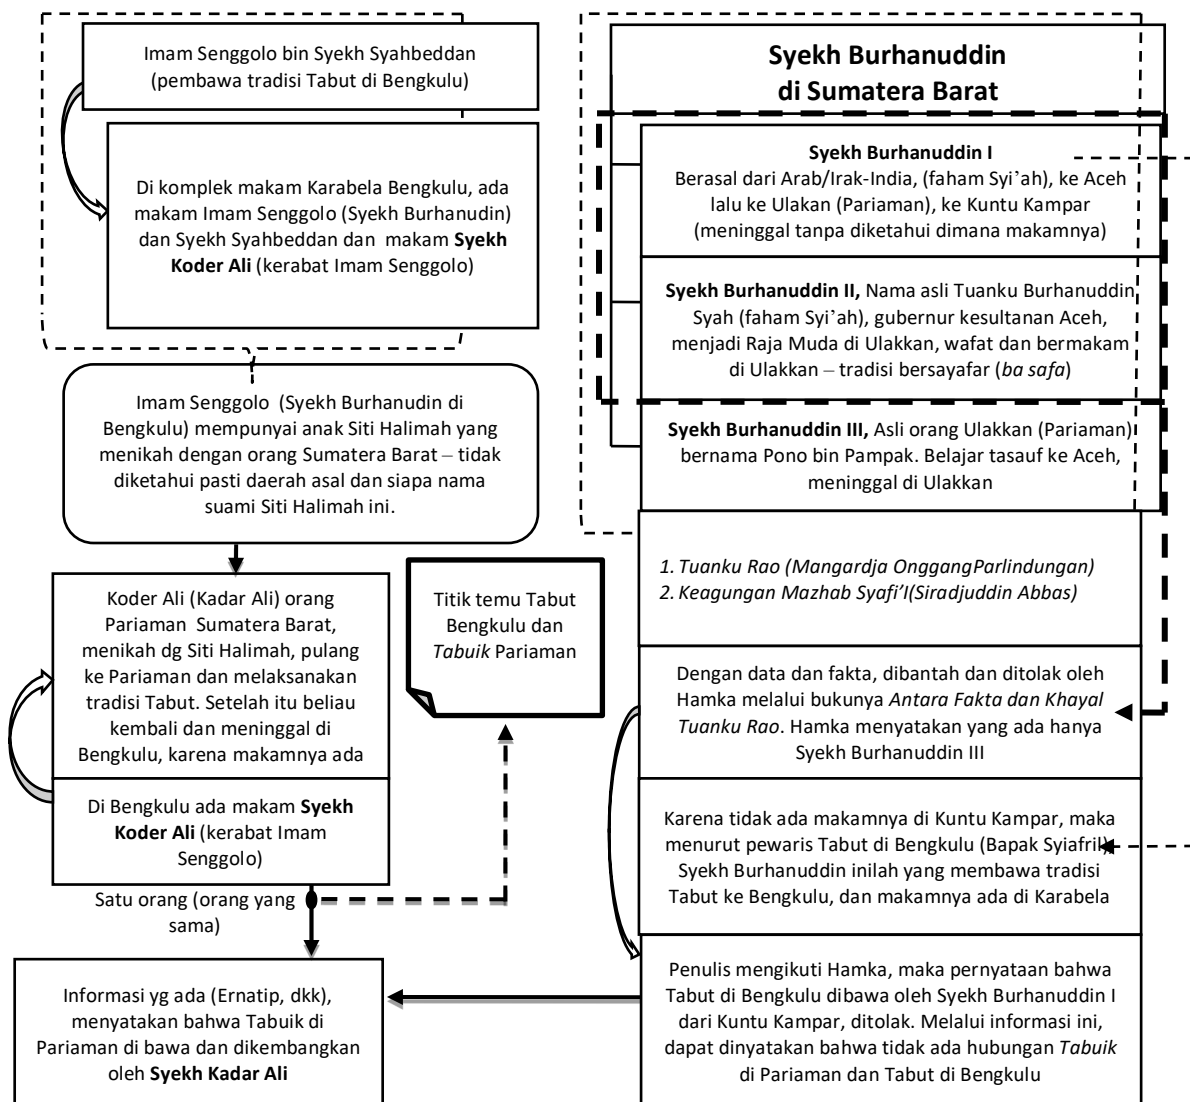 Imam Senggolo bin Syekh Syahbeddan
(pembawa tradisi Tabut di Bengkulu)
Di komplek makam Karabela Bengkulu, ada
makam Imam Senggolo (Syekh Burhanudin)
dan Syekh Syahbeddan dan makam Syekh
Koder Ali (kerabat Imam Senggolo)
Imam Senggolo (Syekh Burhanudin di
Bengkulu) mempunyai anak Siti Halimah yang
menikah dengan orang Sumatera Barat – tidak
diketahui pasti daerah asal dan siapa nama
suami Siti Halimah ini.
Koder Ali (Kadar Ali) orang
Pariaman Sumatera Barat,
menikah dg Siti Halimah, pulang
ke Pariaman dan melaksanakan
tradisi Tabut. Setelah itu beliau
kembali dan meninggal di
Bengkulu, karena makamnya ada
Di Bengkulu ada makam Syekh
Koder Ali (kerabat Imam
Senggolo)
Satu orang (orang yang
sama)
Informasi yg ada (Ernatip, dkk),
menyatakan bahwa Tabuik di
Pariaman di bawa dan dikembangkan
oleh Syekh Kadar Ali
Titik temu Tabut
Bengkulu dan
Tabuik Pariaman
Syekh Burhanuddin
di Sumatera Barat
Syekh Burhanuddin I
Berasal dari Arab/Irak-India, (faham Syi’ah), ke Aceh
lalu ke Ulakan (Pariaman), ke Kuntu Kampar
(meninggal tanpa diketahui dimana makamnya)
Syekh Burhanuddin II, Nama asli Tuanku Burhanuddin
Syah (faham Syi’ah), gubernur kesultanan Aceh,
menjadi Raja Muda di Ulakkan, wafat dan bermakam
di Ulakkan – tradisi bersayafar (ba safa)
Syekh Burhanuddin III, Asli orang Ulakkan (Pariaman)
bernama Pono bin Pampak. Belajar tasauf ke Aceh,
meninggal di Ulakkan
1. Tuanku Rao (Mangardja OnggangParlindungan)
2. Keagungan Mazhab Syafi’I(Siradjuddin Abbas)
Dengan data dan fakta, dibantah dan ditolak oleh
Hamka melalui bukunya Antara Fakta dan Khayal
Tuanku Rao. Hamka menyatakan yang ada hanya
Syekh Burhanuddin III
Karena tidak ada makamnya di Kuntu Kampar, maka
menurut pewaris Tabut di Bengkulu (Bapak Syiafril)
Syekh Burhanuddin inilah yang membawa tradisi
Tabut ke Bengkulu, dan makamnya ada di Karabela
Penulis mengikuti Hamka, maka pernyataan bahwa
Tabut di Bengkulu dibawa oleh Syekh Burhanuddin I
dari Kuntu Kampar, ditolak. Melalui informasi ini,
dapat dinyatakan bahwa tidak ada hubungan Tabuik
di Pariaman dan Tabut di Bengkulu